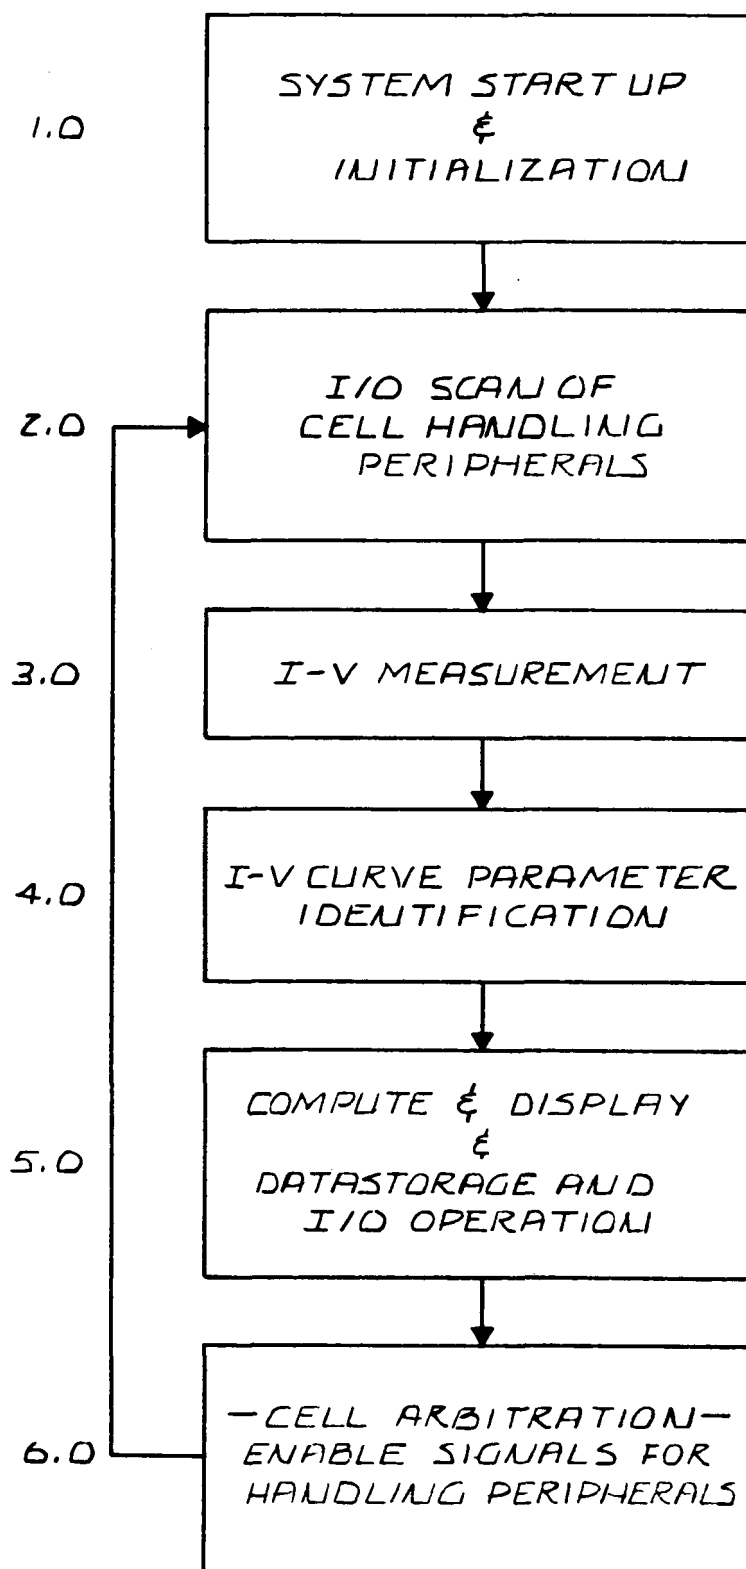 1.0
SYSTEM START UP
&
INITIALIZATION
2.0
I/O SCAN OF
CELL HANDLING
PERIPHERALS
3.0
I-V MEASUREMENT
4.0
I-V CURVE PARAMETER
IDENTIFICATION
5.0
COMPUTE & DISPLAY
&
DATASTORAGE AND
I/O OPERATION
6.0
-CELL ARBITRATION-
ENABLE SIGNALS FOR
HANDLING PERIPHERALS